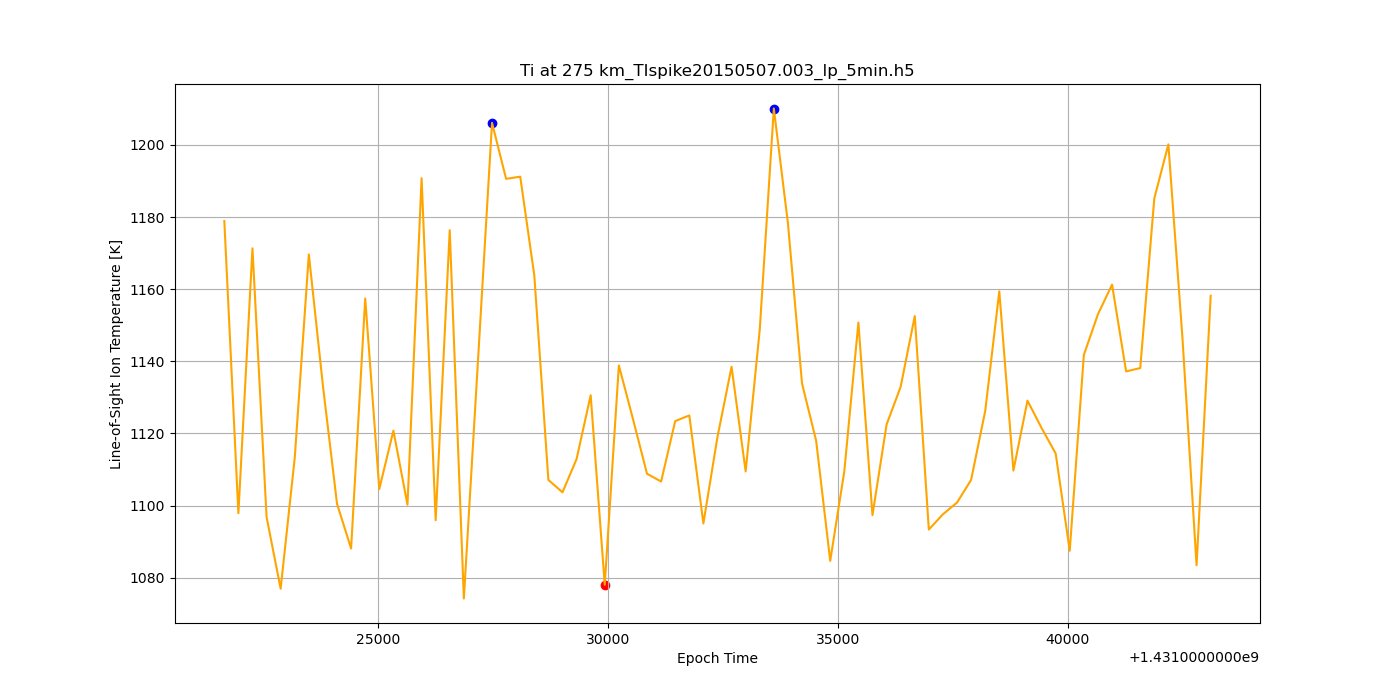 Ti at 275 km_TIspike20150507.003_lp_5min.h5
Line-of-Sight Ion Temperature [K]
1200
1180
1160
1140
1120
1100
1080
25000 30000 35000 40000
Epoch Time
+1.4310000000e9